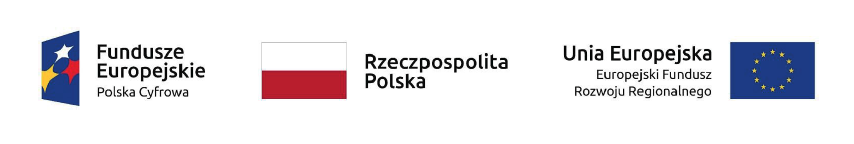 Fundusze
Europejskie
Polska Cyfrowa
Rzeczpospolita
Polska
Unia Europejska
Europejski Fundusz
Rozwoju Regionalnego